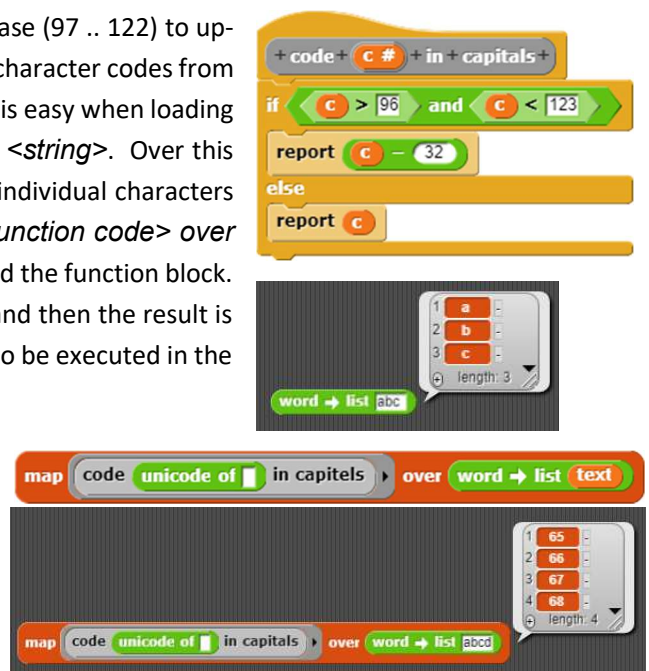 ase (97 .. 122) to up-
character codes from
is easy when loading
<string>. Over this
individual characters
unction code> over
d the function block.
and then the result is
o be executed in the
+ code + c # + in + capitals +
if c > 96 and c < 123
report c - 32
else
report c
1 a
2 b
3 c
length: 3
word → list abc
map code unicode of in capitels over word → list text
1 65
2 66
3 67
4 68
length: 4
map code unicode of in capitals over word → list abcd